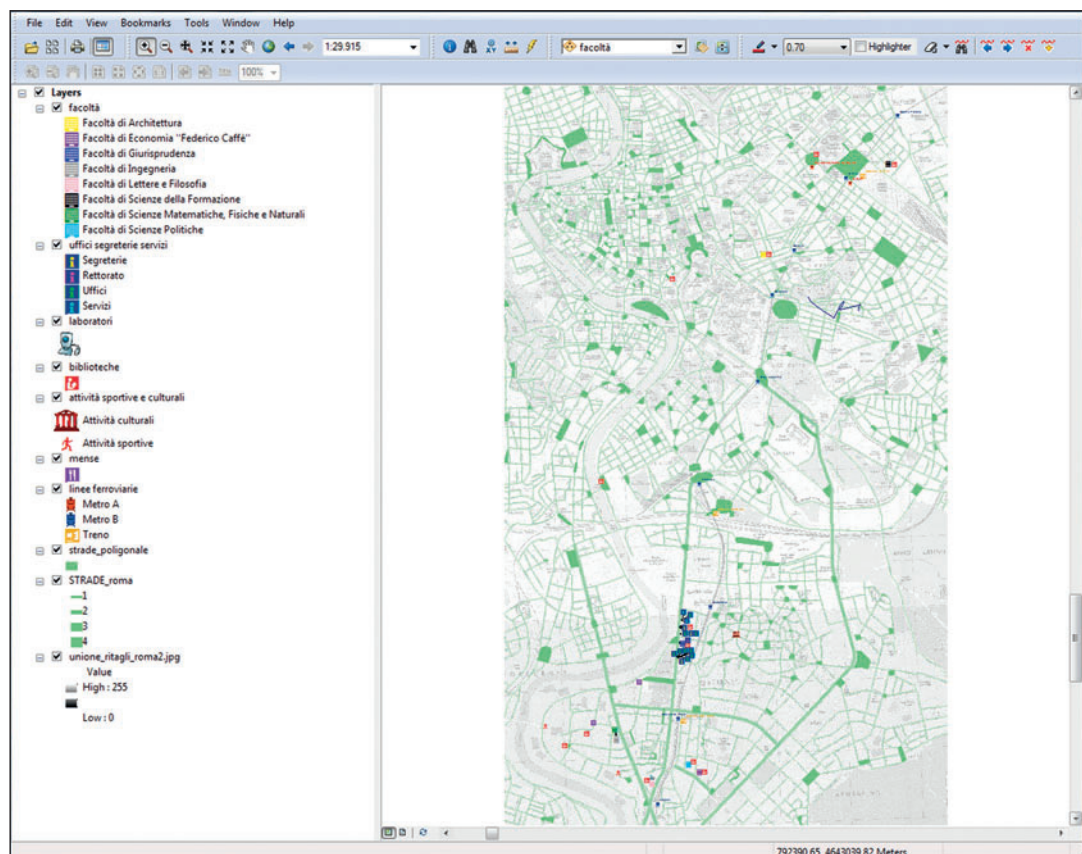 File Edit View Bookmarks Tools Window Help
1:29.915 facoltà 0.70 Highlighter
100%
Layers
facoltà
Facoltà di Architettura
Facoltà di Economia "Federico Caffè"
Facoltà di Giurisprudenza
Facoltà di Ingegneria
Facoltà di Lettere e Filosofia
Facoltà di Scienze della Formazione
Facoltà di Scienze Matematiche, Fisiche e Naturali
Facoltà di Scienze Politiche
uffici segreterie servizi
Segreterie
Rettorato
Uffici
Servizi
laboratori
biblioteche
attività sportive e culturali
Attività culturali
Attività sportive
mense
linee ferroviarie
Metro A
Metro B
Treno
strade_poligonale
STRADE_roma
1
2
3
4
unione_ritagli_roma2.jpg
Value
High : 255
Low : 0
792390,65 4643039,82 Meters